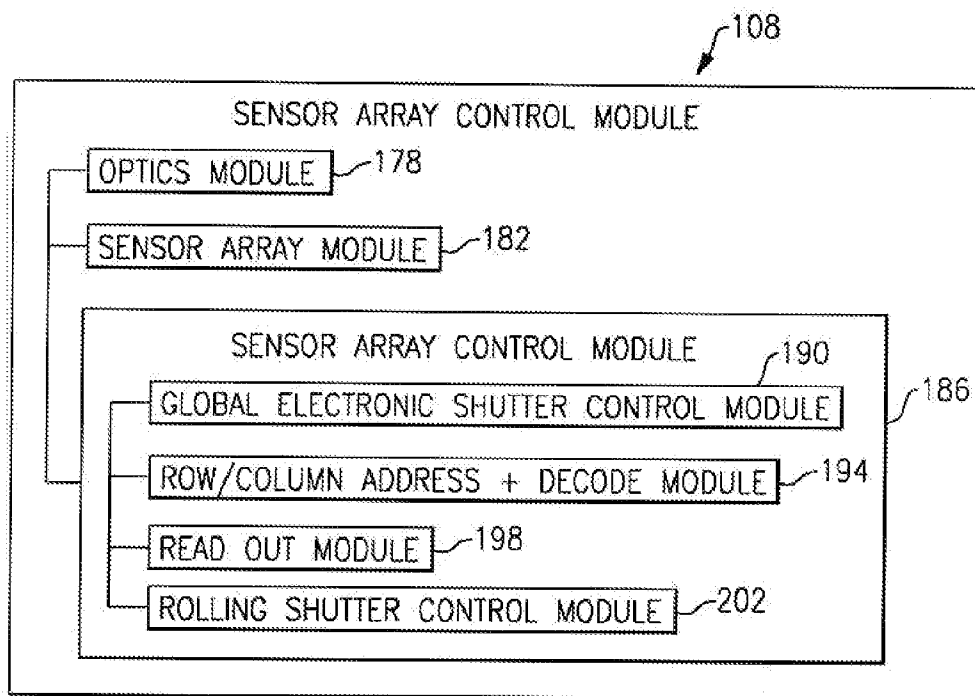 108
SENSOR ARRAY CONTROL MODULE
OPTICS MODULE 178
SENSOR ARRAY MODULE 182
SENSOR ARRAY CONTROL MODULE
190
GLOBAL ELECTRONIC SHUTTER CONTROL MODULE
186
ROW/COLUMN ADDRESS + DECODE MODULE 194
READ OUT MODULE 198
ROLLING SHUTTER CONTROL MODULE 202